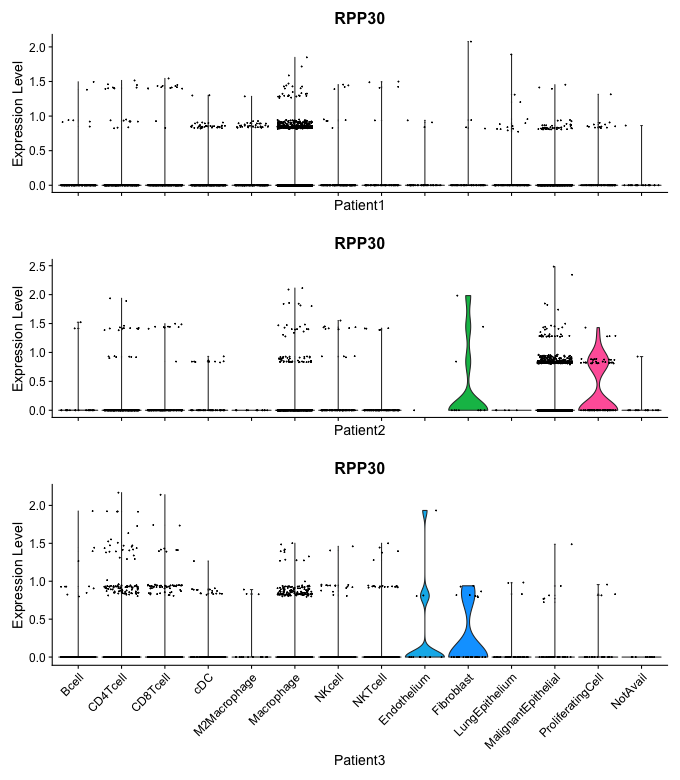 RPP30
Expression Level
2.0
1.5
1.0
0.5
0.0
Patient1
RPP30
Expression Level
2.5
2.0
1.5
1.0
0.5
0.0
Patient2
RPP30
Expression Level
2.0
1.5
1.0
0.5
0.0
Bcell
CD4Tcell
CD8Tcell
cDC
M2Macrophage
Macrophage
NKcell
NKTcell
Endothelium
Fibroblast
LungEpithelium
MalignantEpithelial
ProliferatingCell
NotAvail
Patient3